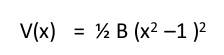 V(x) = ½ B (x² –1 )²